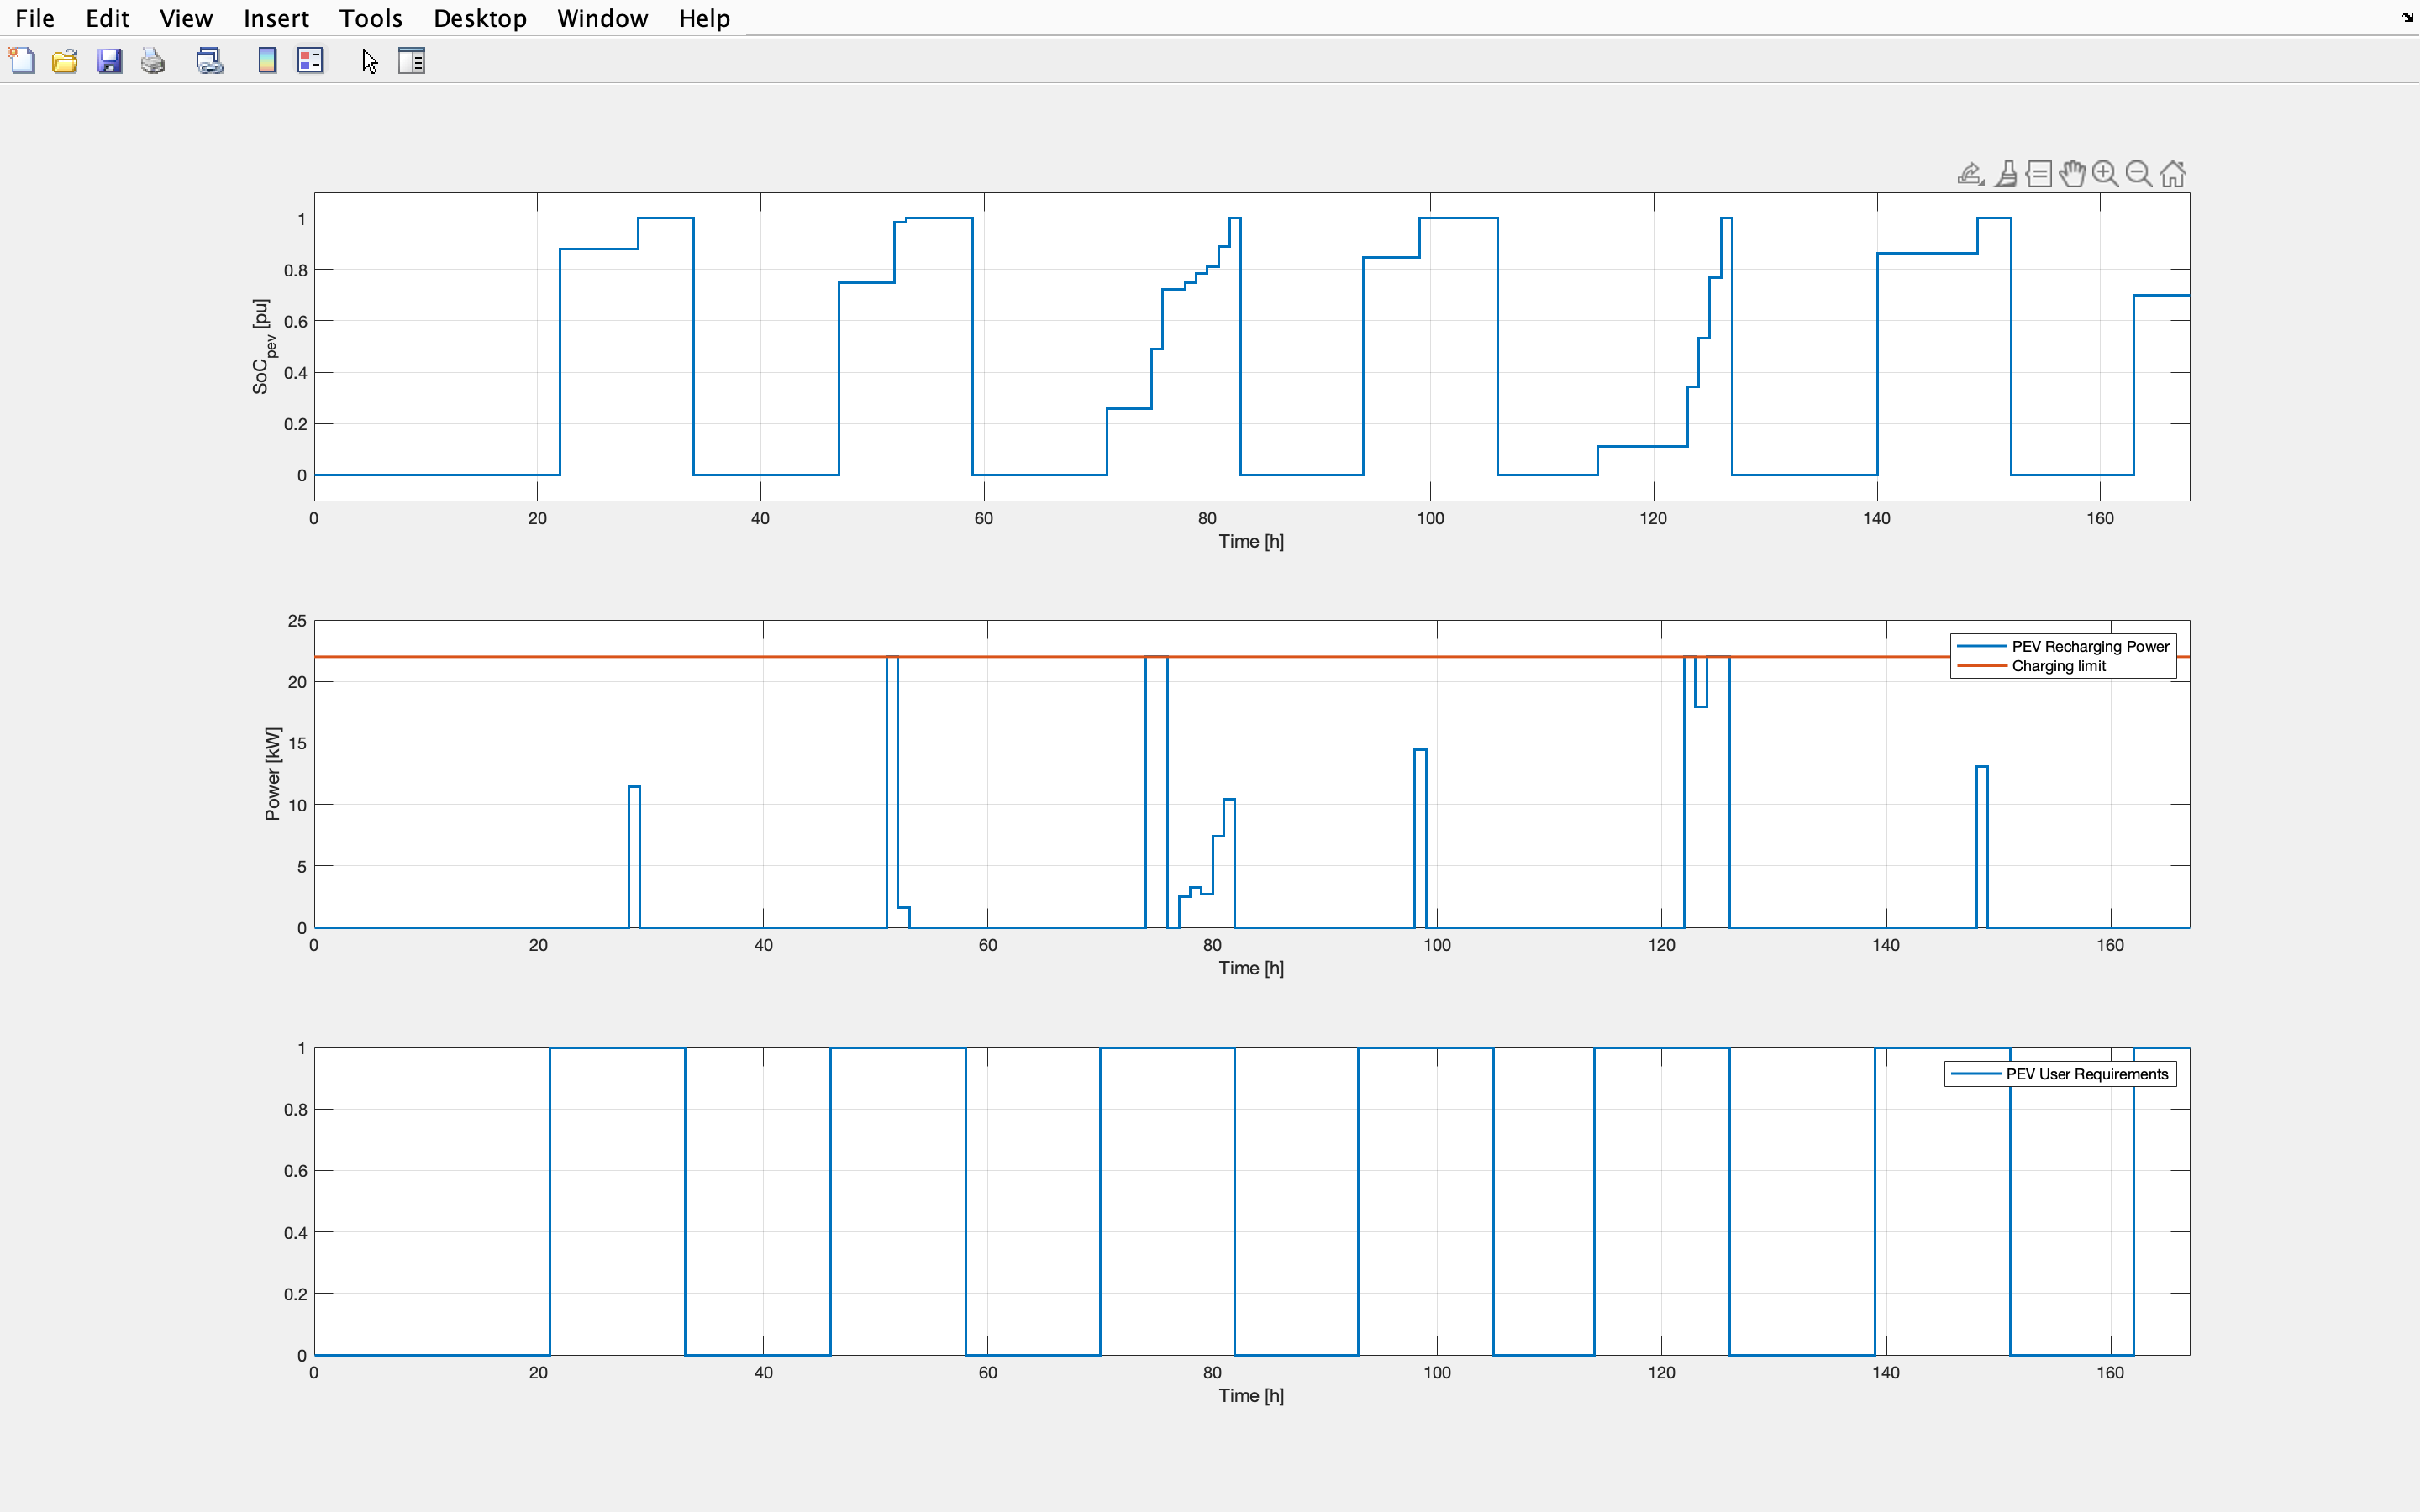 File Edit View Insert Tools Desktop Window Help
1
0.8
0.6
0.4
0.2
0
SoCpev [pu]
0 20 40 60 80 100 120 140 160
Time [h]
25
20
15
10
5
0
Power [kW]
PEV Recharging Power
Charging limit
0 20 40 60 80 100 120 140 160
Time [h]
1
0.8
0.6
0.4
0.2
0
PEV User Requirements
0 20 40 60 80 100 120 140 160
Time [h]